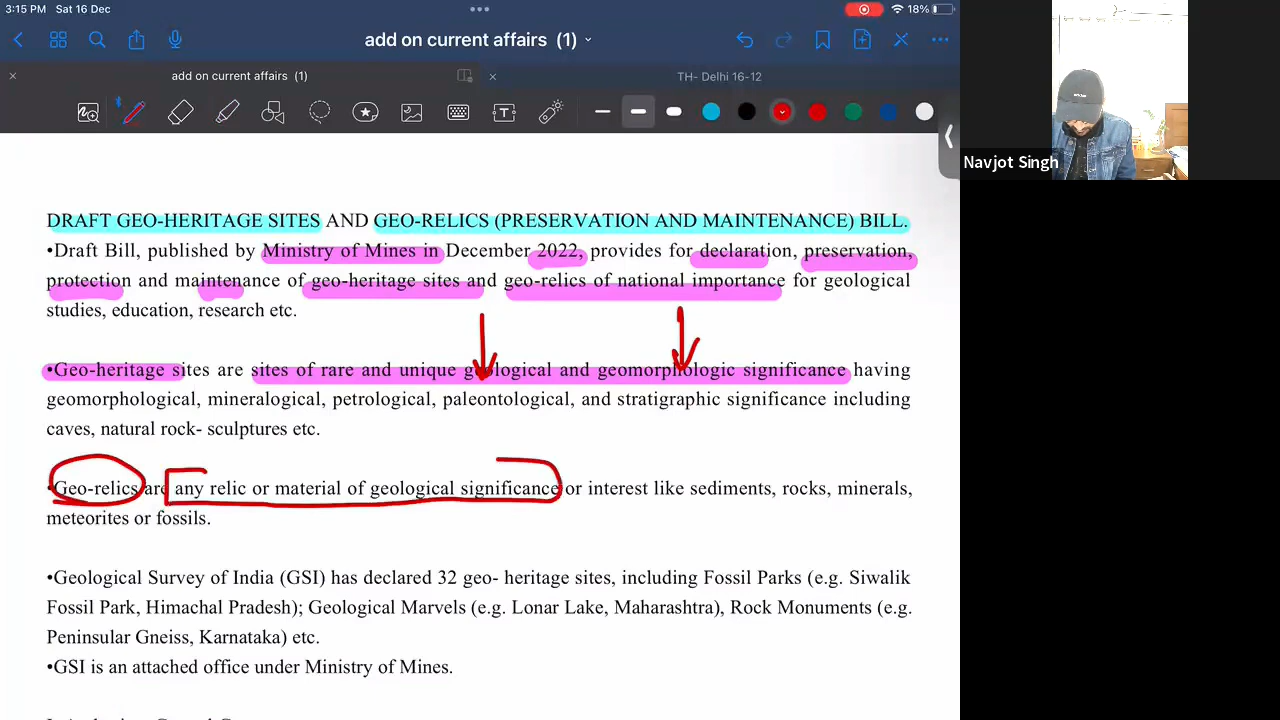 3:15 PM Sat 16 Dec
18%
add on current affairs (1)
add on current affairs (1)
TH- Delhi 16-12
Navjot Singh
DRAFT GEO-HERITAGE SITES AND GEO-RELICS (PRESERVATION AND MAINTENANCE) BILL.
•Draft Bill, published by Ministry of Mines in December 2022, provides for declaration, preservation,
protection and maintenance of geo-heritage sites and geo-relics of national importance for geological
studies, education, research etc.
•Geo-heritage sites are sites of rare and unique geological and geomorphologic significance having
geomorphological, mineralogical, petrological, paleontological, and stratigraphic significance including
caves, natural rock- sculptures etc.
•Geo-relics are any relic or material of geological significance or interest like sediments, rocks, minerals,
meteorites or fossils.
•Geological Survey of India (GSI) has declared 32 geo- heritage sites, including Fossil Parks (e.g. Siwalik
Fossil Park, Himachal Pradesh); Geological Marvels (e.g. Lonar Lake, Maharashtra), Rock Monuments (e.g.
Peninsular Gneiss, Karnataka) etc.
•GSI is an attached office under Ministry of Mines.